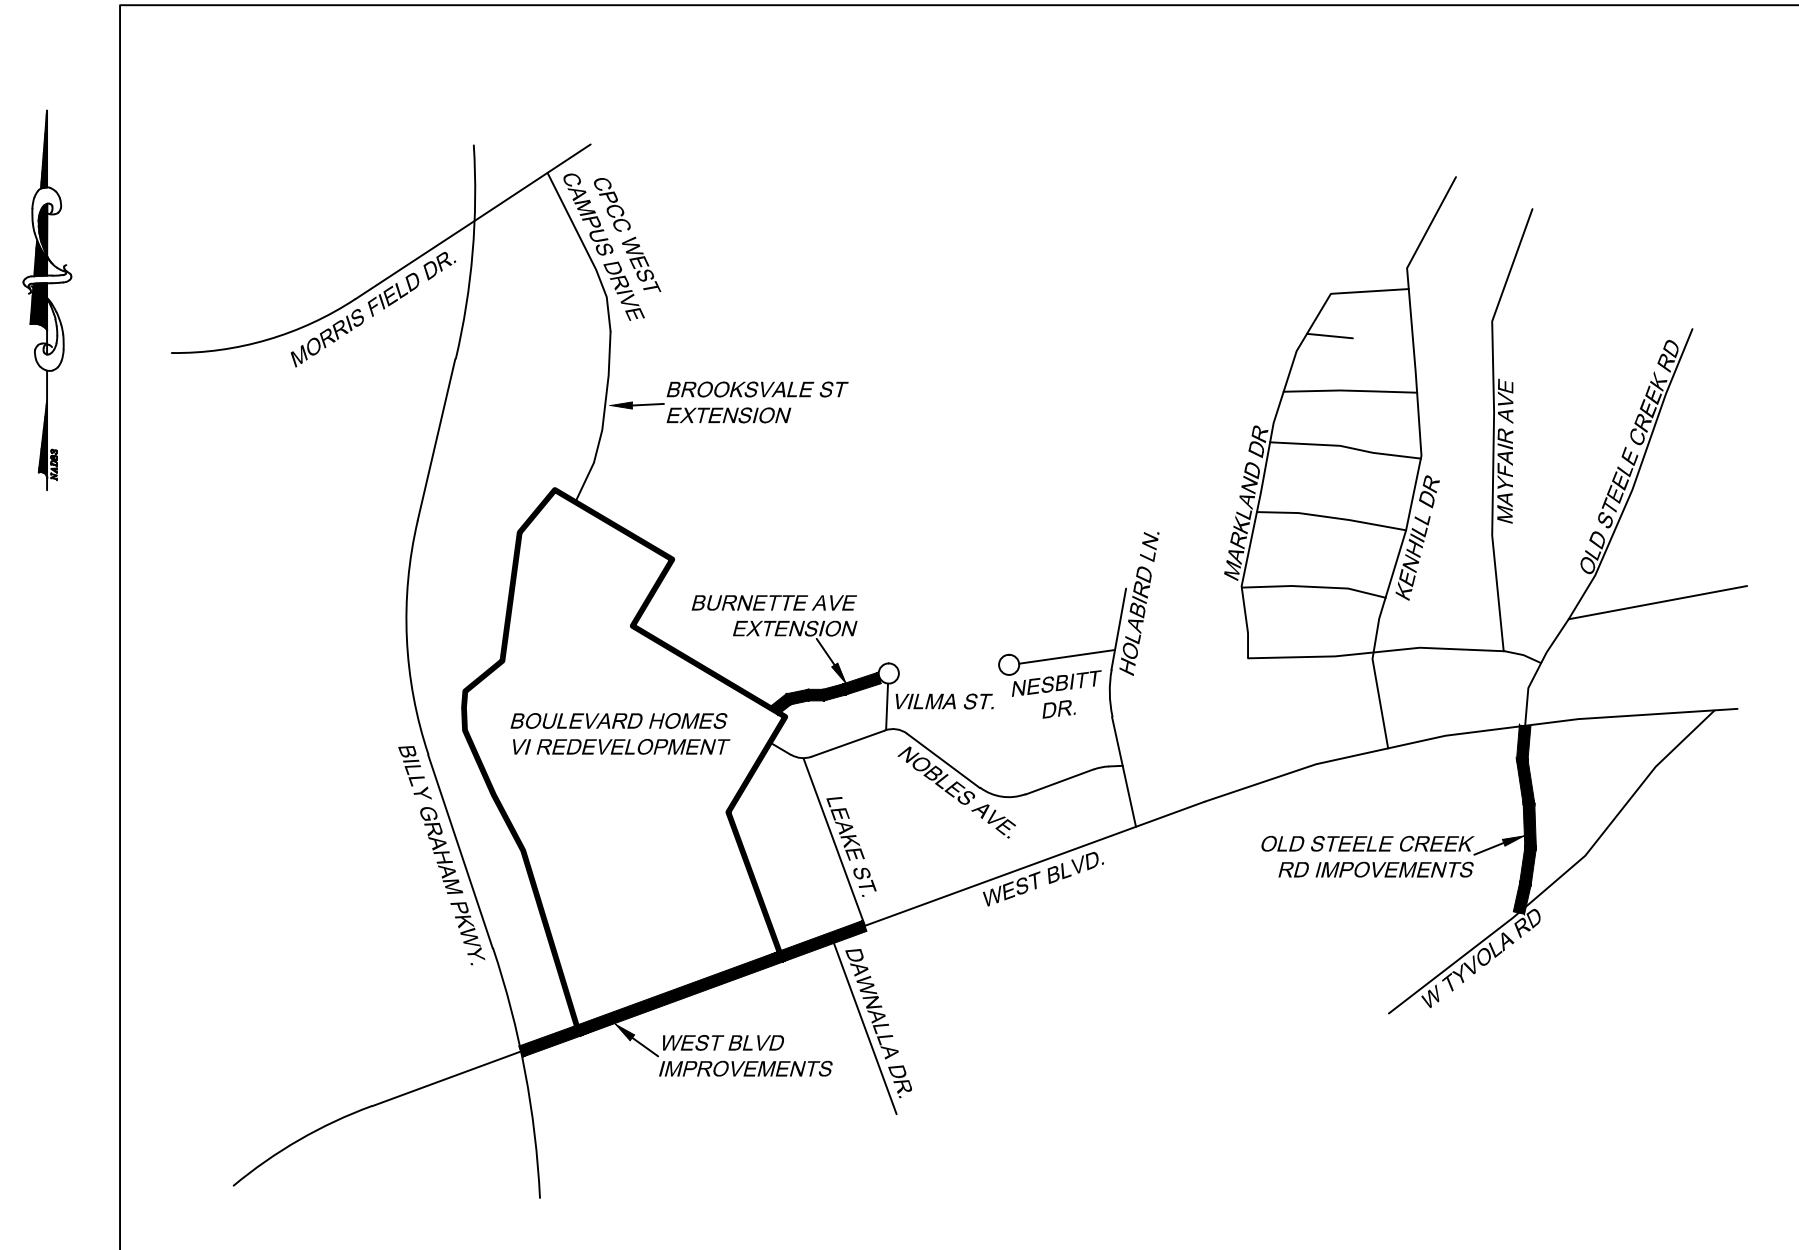 CPCC WEST
CAMPUS DRIVE
MORRIS FIELD DR.
BROOKSVALE ST
EXTENSION
OLD STEELE CREEK RD
MAYFAIR AVE
MARKLAND DR
KENHILL DR
NAD83
HOLABIRD LN.
BURNETTE AVE
EXTENSION
VILMA ST.
NESBITT
DR.
BOULEVARD HOMES
VI REDEVELOPMENT
BILLY GRAHAM PKWY.
NOBLES AVE.
LEAKE ST.
WEST BLVD.
OLD STEELE CREEK
RD IMPOVEMENTS
W TYVOLA RD
DAWNALLA DR.
WEST BLVD
IMPROVEMENTS